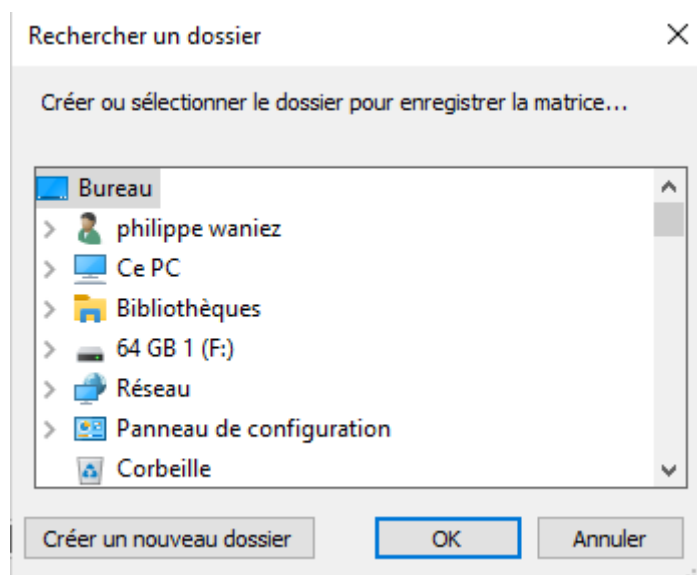 Rechercher un dossier
Créer ou sélectionner le dossier pour enregistrer la matrice...
Bureau
philippe waniez
Ce PC
Bibliothèques
64 GB 1 (F:)
Réseau
Panneau de configuration
Corbeille
Créer un nouveau dossier OK Annuler